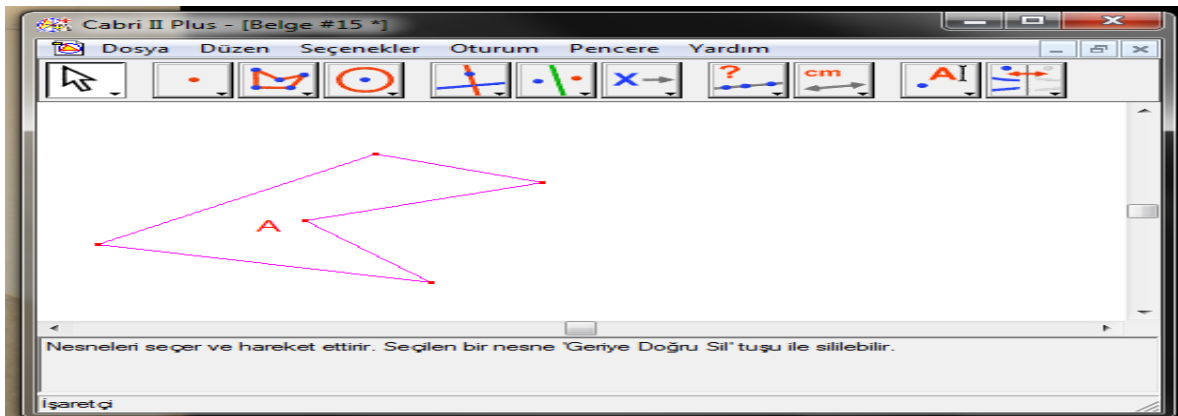 Cabri II Plus - [Belge #15 *]
Dosya Düzen Seçenekler Oturum Pencere Yardım
? cm A
A
Nesneleri seçer ve hareket ettirir. Seçilen bir nesne 'Geriye Doğru Sil' tuşu ile sililebilir.
İşaretçi